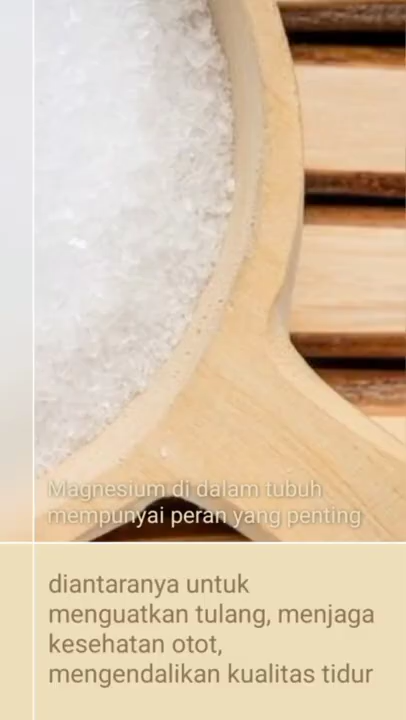 Magnesium di dalam tubuh
mempunyai peran yang penting
diantaranya untuk
menguatkan tulang, menjaga
kesehatan otot,
mengendalikan kualitas tidur